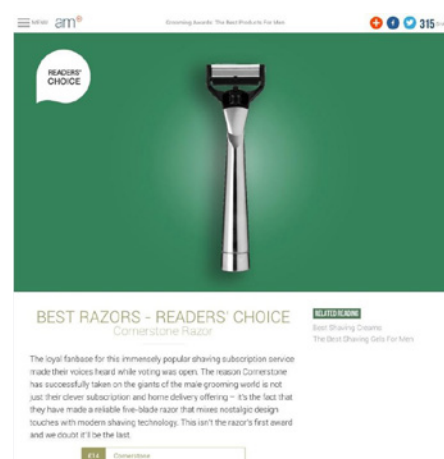 MENU am
Grooming Awards: The Best Products For Men
315
READERS'
CHOICE
BEST RAZORS - READERS' CHOICE
Cornerstone Razor
RELATED READING
Best Shaving Creams
The Best Shaving Gels For Men
The loyal fanbase for this immensely popular shaving subscription service
made their voices heard while voting was open. The reason Cornerstone
has successfully taken on the giants of the male grooming world is not
just their clever subscription and home delivery offering – it's the fact that
they have made a reliable five-blade razor that mixes nostalgic design
touches with modern shaving technology. This isn't the razor's first award
and we doubt it'll be the last.
£14 Cornerstone